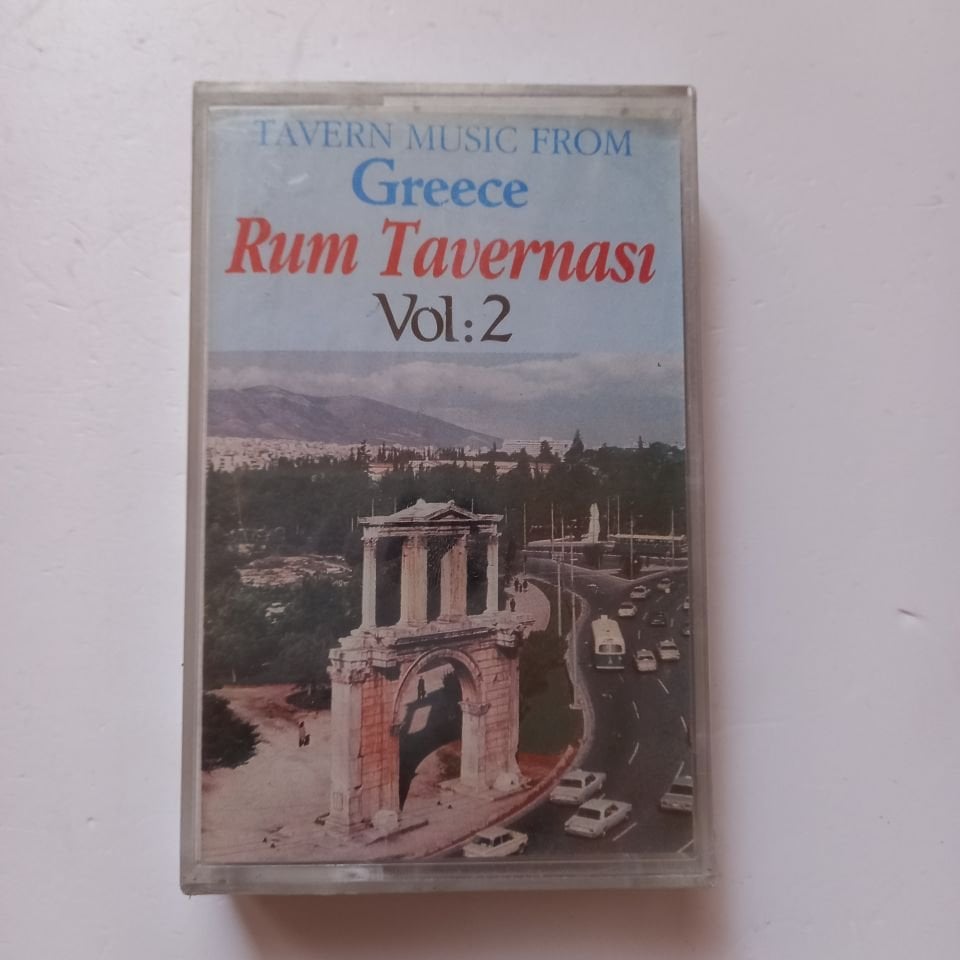 TAVERN MUSIC FROM
Greece
Rum Tavernası
Vol: 2